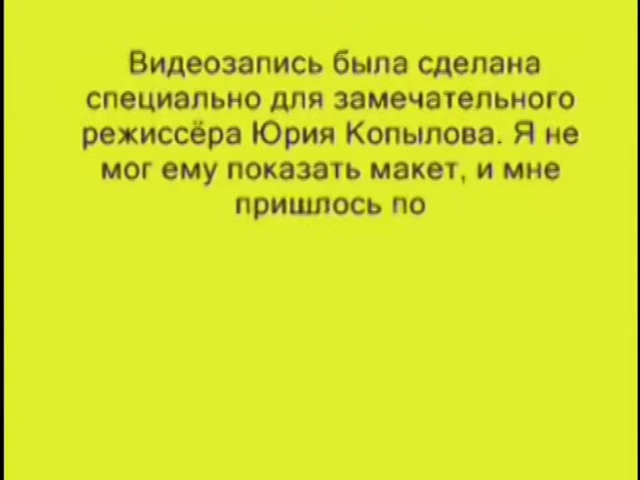 Видеозапись была сделана
специально для замечательного
режиссёра Юрия Копылова. Я не
мог ему показать макет, и мне
пришлось по